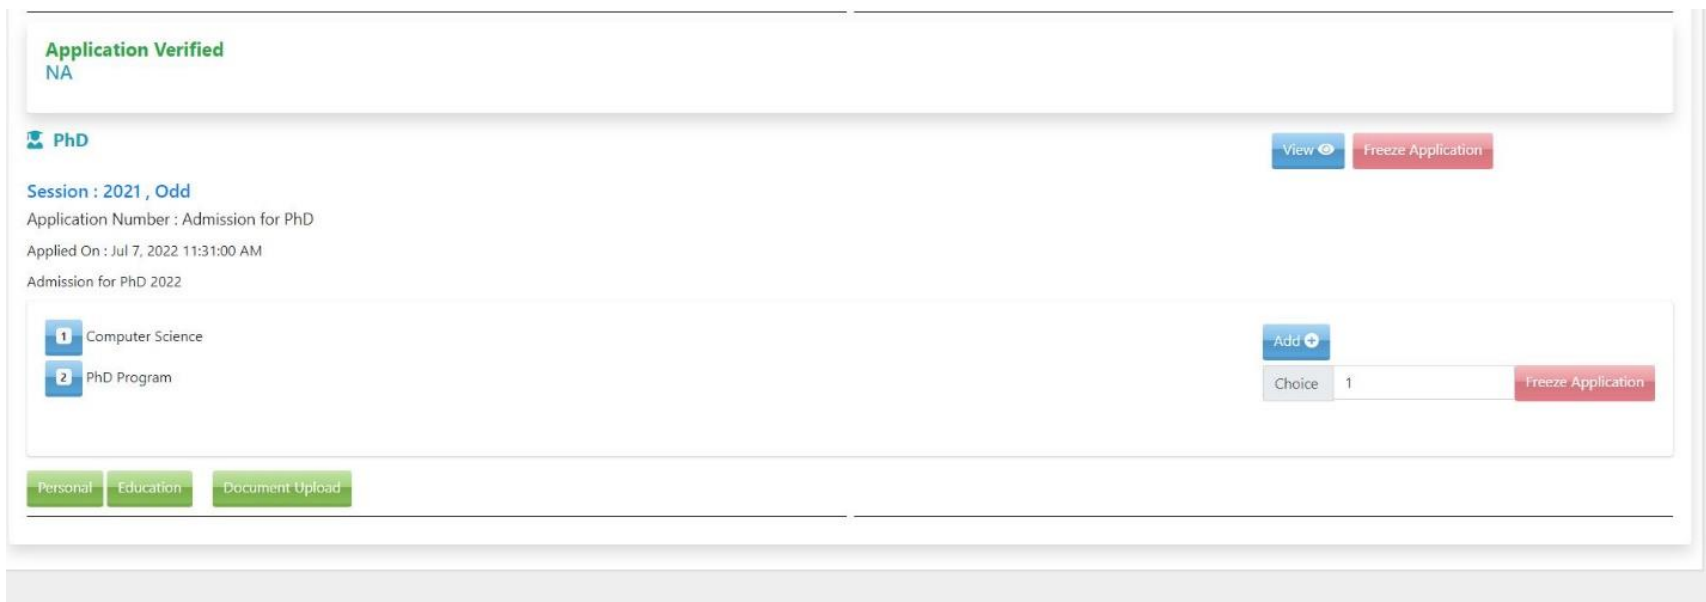 Application Verified
NA
PhD
View Freeze Application
Session : 2021 , Odd
Application Number : Admission for PhD
Applied On : Jul 7, 2022 11:31:00 AM
Admission for PhD 2022
1 Computer Science
Add
2 PhD Program
Choice 1 Freeze Application
Personal Education Document Upload